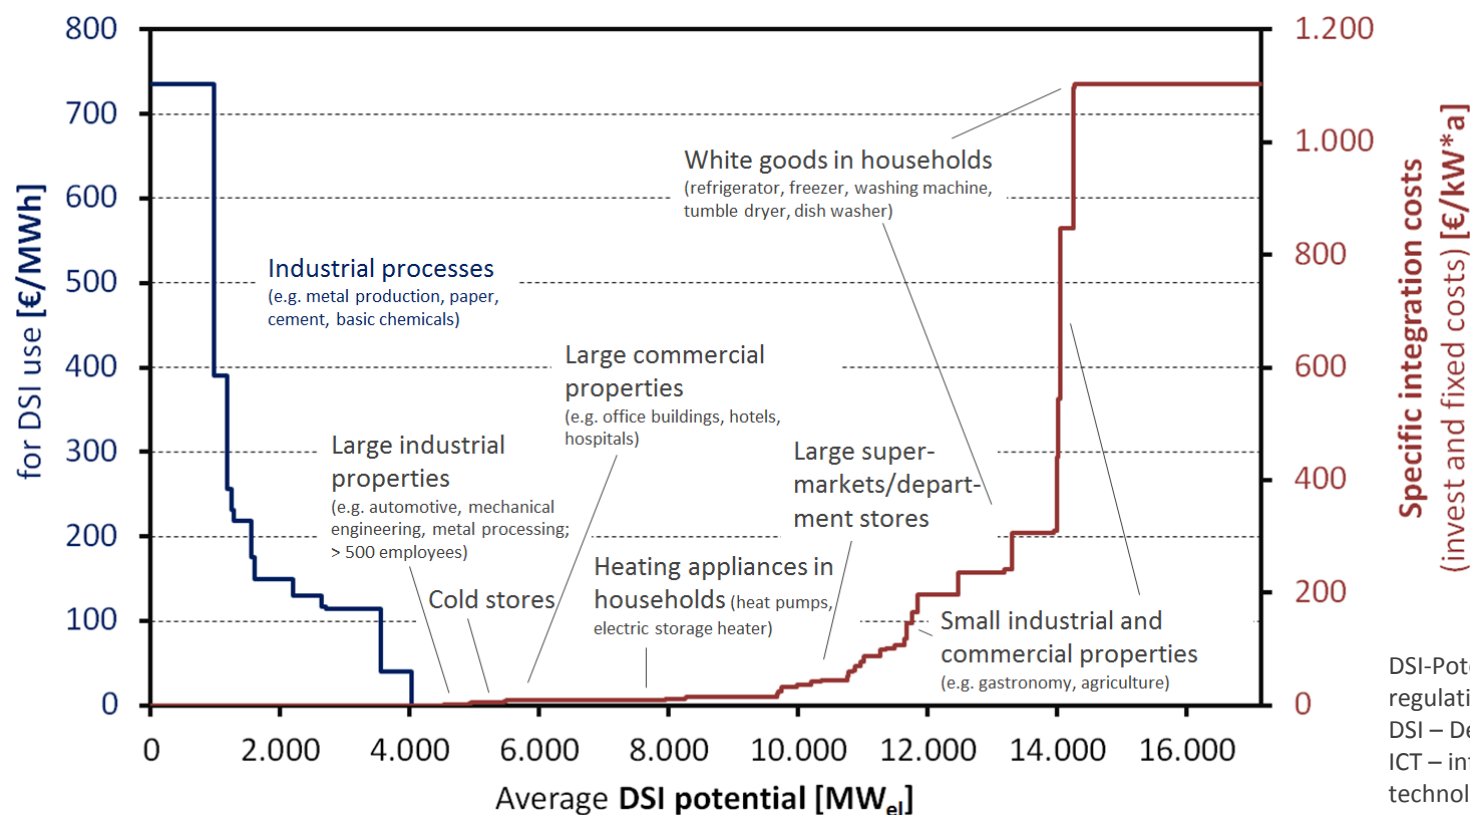 800
700
600
500
400
300
200
100
0
for DSI use [€/MWh]
1.200
1.000
800
600
400
200
0
Specific integration costs
(invest and fixed costs) [€/kW*a]
White goods in households
(refrigerator, freezer, washing machine,
tumble dryer, dish washer)
Industrial processes
(e.g. metal production, paper,
cement, basic chemicals)
Large commercial
properties
(e.g. office buildings, hotels,
hospitals)
Large industrial
properties
(e.g. automotive, mechanical
engineering, metal processing;
> 500 employees)
Large super-
markets/depart-
ment stores
Cold stores
Heating appliances in
households (heat pumps,
electric storage heater)
Small industrial and
commercial properties
(e.g. gastronomy, agriculture)
0 2.000 4.000 6.000 8.000 10.000 12.000 14.000 16.000
Average DSI potential [MWel]
DSI-Pot
regulati
DSI – De
ICT – in
technol